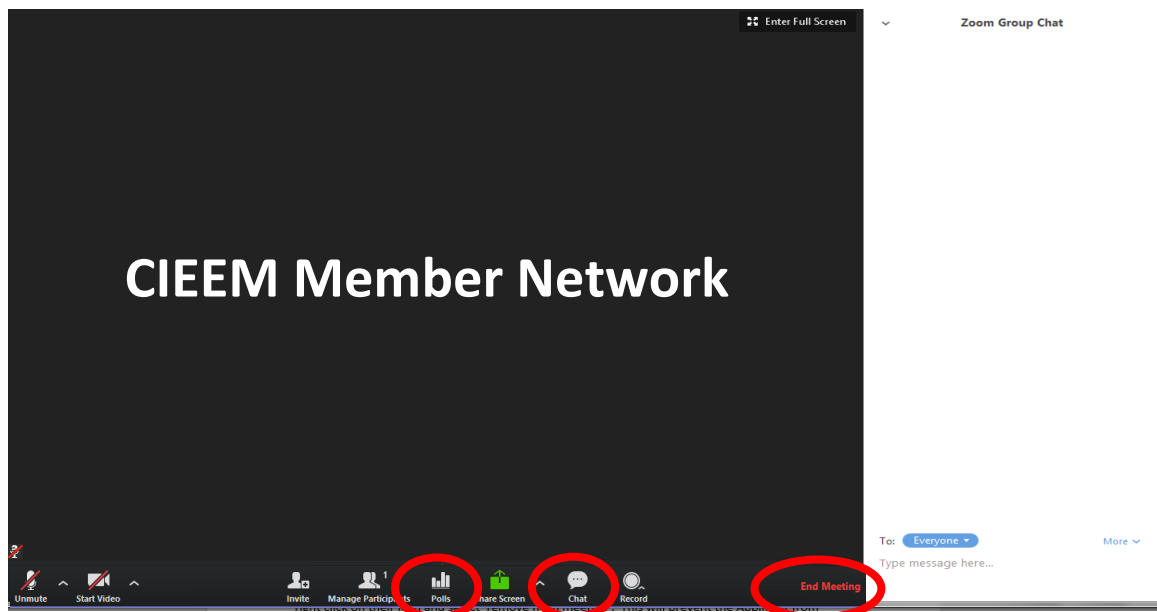 Enter Full Screen
Zoom Group Chat
CIEEM Member Network
To: Everyone
More
Type message here...
Unmute
Start Video
Invite
Manage Participants
1
Polls
Share Screen
Chat
Record
End Meeting